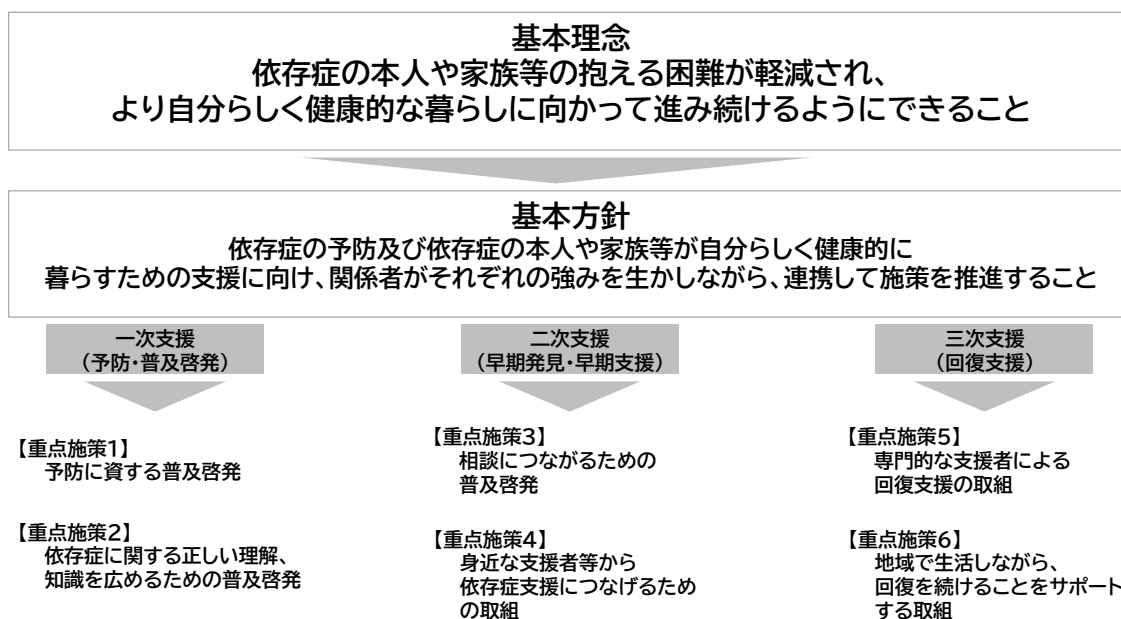 基本理念
依存症の本人や家族等の抱える困難が軽減され、
より自分らしく健康的な暮らしに向かって進み続けるようにできること
基本方針
依存症の予防及び依存症の本人や家族等が自分らしく健康的に
暮らすための支援に向け、関係者がそれぞれの強みを生かしながら、連携して施策を推進すること
一次支援
（予防・普及啓発）
【重点施策1】
予防に資する普及啓発
【重点施策2】
依存症に関する正しい理解、
知識を広めるための普及啓発
二次支援
（早期発見・早期支援）
【重点施策3】
相談につながるための
普及啓発
【重点施策4】
身近な支援者等から
依存症支援につなげるため
の取組
三次支援
（回復支援）
【重点施策5】
専門的な支援者による
回復支援の取組
【重点施策6】
地域で生活しながら、
回復を続けることをサポート
する取組